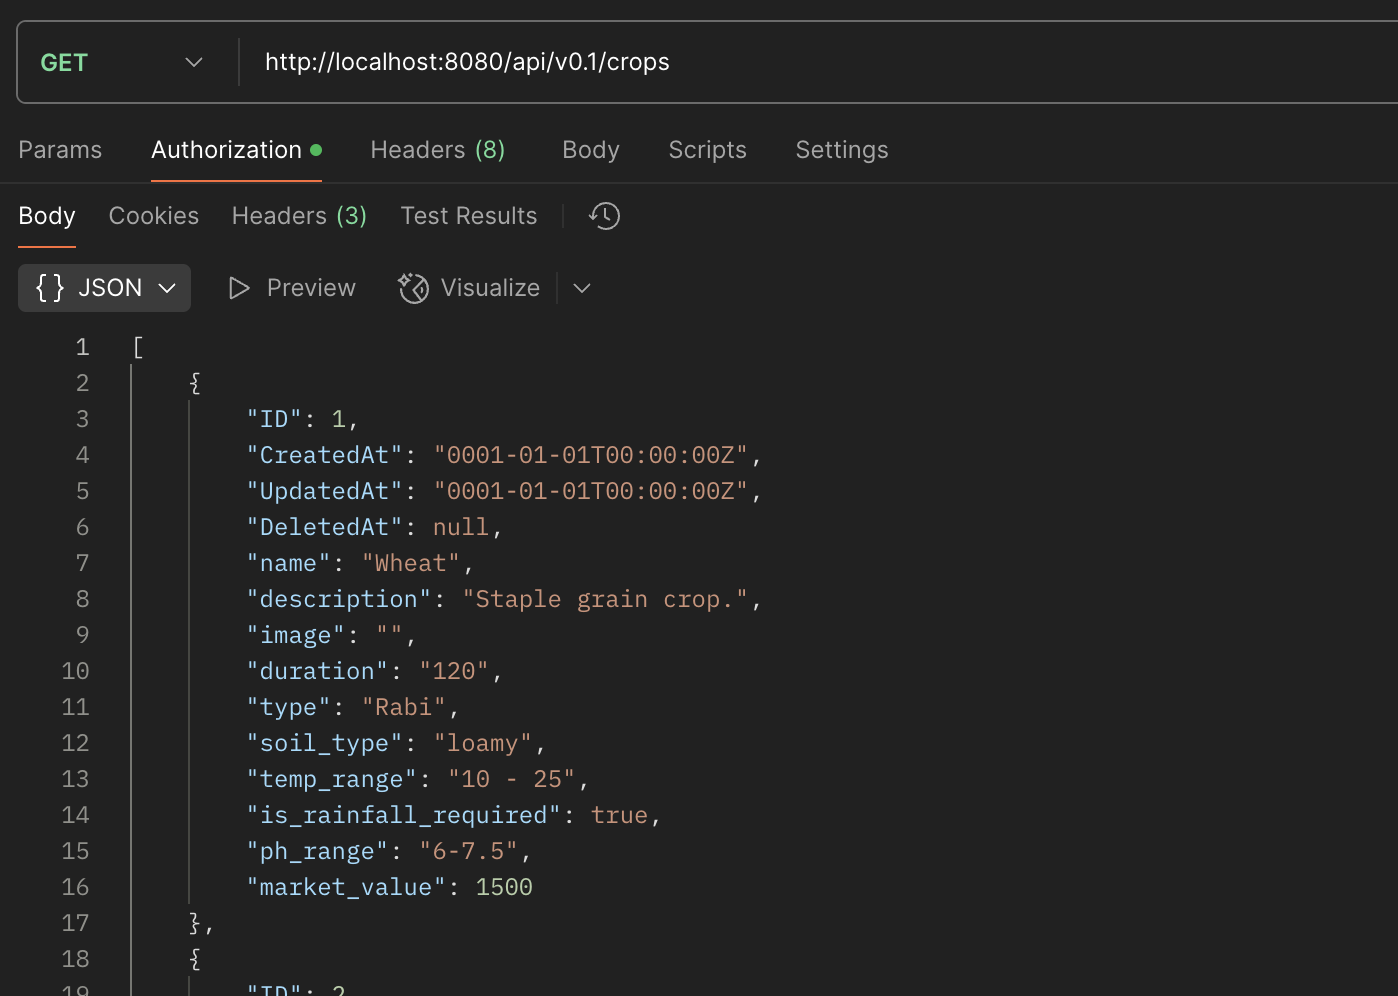 GET http://localhost:8080/api/v0.1/crops
Params Authorization Headers (8) Body Scripts Settings
Body Cookies Headers (3) Test Results
{} JSON Preview Visualize
1 [
2 {
3 "ID": 1,
4 "CreatedAt": "0001-01-01T00:00:00Z",
5 "UpdatedAt": "0001-01-01T00:00:00Z",
6 "DeletedAt": null,
7 "name": "Wheat",
8 "description": "Staple grain crop.",
9 "image": "",
10 "duration": "120",
11 "type": "Rabi",
12 "soil_type": "loamy",
13 "temp_range": "10 - 25",
14 "is_rainfall_required": true,
15 "ph_range": "6-7.5",
16 "market_value": 1500
17 },
18 {
19 "ID": 2